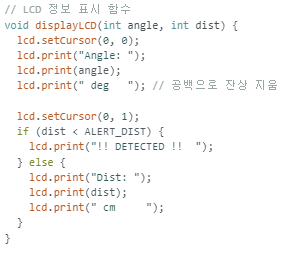 // LCD 정보 표시 함수
void displayLCD(int angle, int dist) {
  lcd.setCursor(0, 0);
  lcd.print("Angle: ");
  lcd.print(angle);
  lcd.print(" deg   "); // 공백으로 잔상 지움

  lcd.setCursor(0, 1);
  if (dist < ALERT_DIST) {
    lcd.print("!! DETECTED !!  ");
  } else {
    lcd.print("Dist: ");
    lcd.print(dist);
    lcd.print(" cm     ");
  }
}